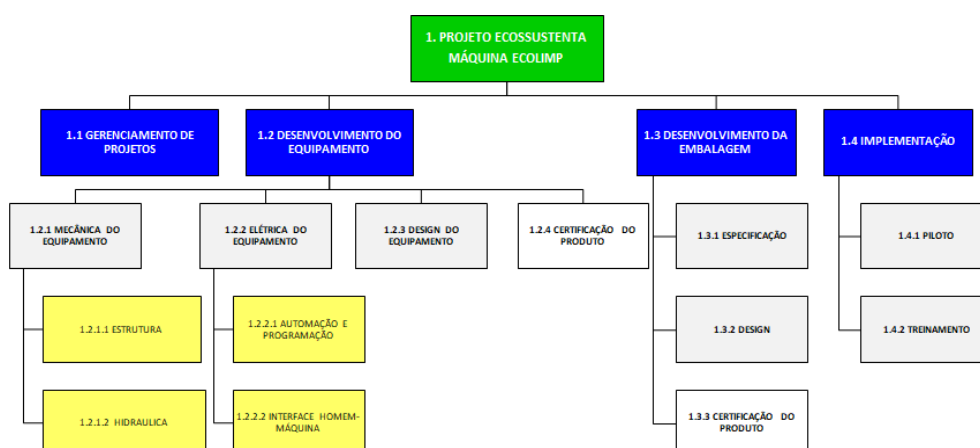 1. PROJETO ECOSSUSTENTA
MÁQUINA ECOLIMP
1.1 GERENCIAMENTO DE
PROJETOS
1.2 DESENVOLVIMENTO DO
EQUIPAMENTO
1.3 DESENVOLVIMENTO DA
EMBALAGEM
1.4 IMPLEMENTAÇÃO
1.2.1 MECÂNICA DO
EQUIPAMENTO
1.2.2 ELÉTRICA DO
EQUIPAMENTO
1.2.3 DESIGN DO
EQUIPAMENTO
1.2.4 CERTIFICAÇÃO DO
PRODUTO
1.3.1 ESPECIFICAÇÃO
1.4.1 PILOTO
1.2.1.1 ESTRUTURA
1.2.2.1 AUTOMAÇÃO E
PROGRAMAÇÃO
1.3.2 DESIGN
1.4.2 TREINAMENTO
1.2.1.2 HIDRAULICA
1.2.2.2 INTERFACE HOMEM-
MÁQUINA
1.3.3 CERTIFICAÇÃO DO
PRODUTO